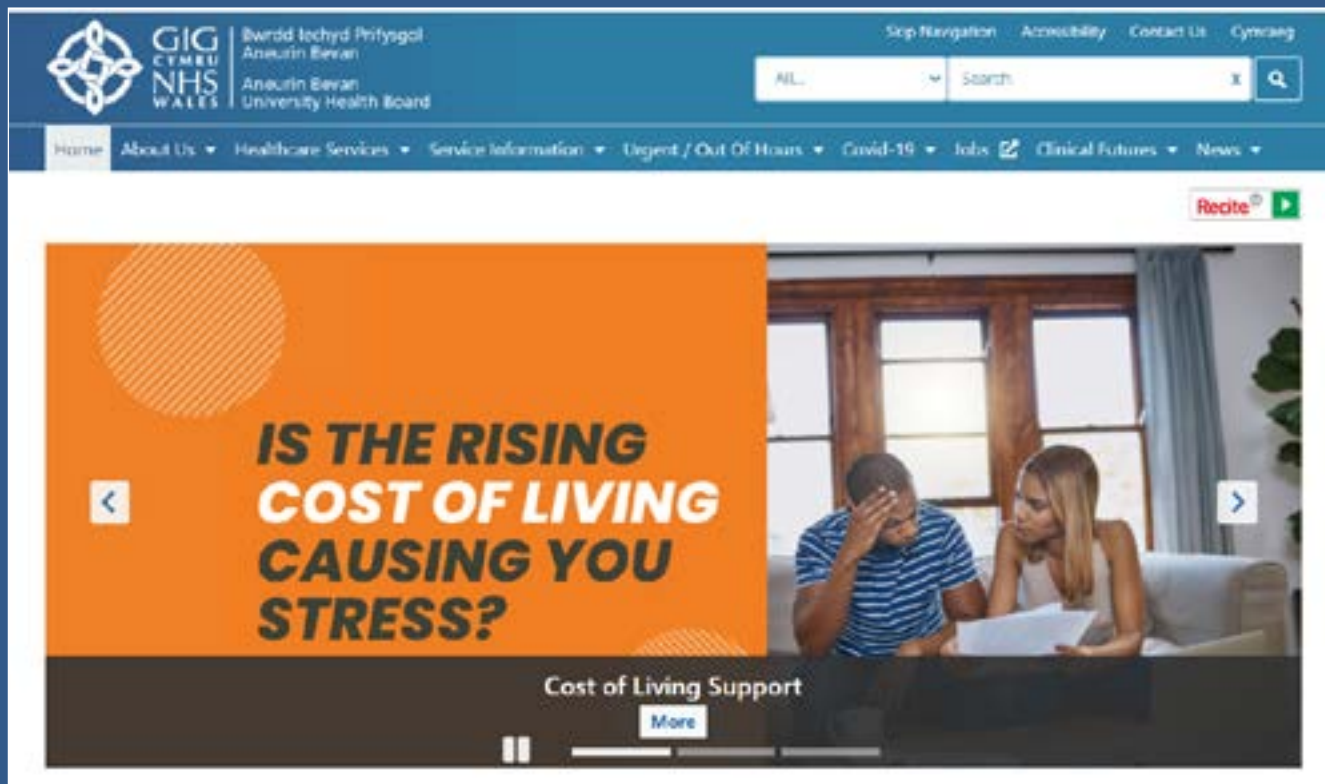 GIG
CYMRU
NHS
WALES
Bwrdd Iechyd Prifysgol
Aneurin Bevan
Aneurin Bevan
University Health Board
Skip Navigation Accessibility Contact Us Cymraeg
All... Search X
Home About Us Healthcare Services Service Information Urgent / Out Of Hours Covid-19 Jobs Clinical Futures News
Recite
IS THE RISING
COST OF LIVING
CAUSING YOU
STRESS?
Cost of Living Support
More